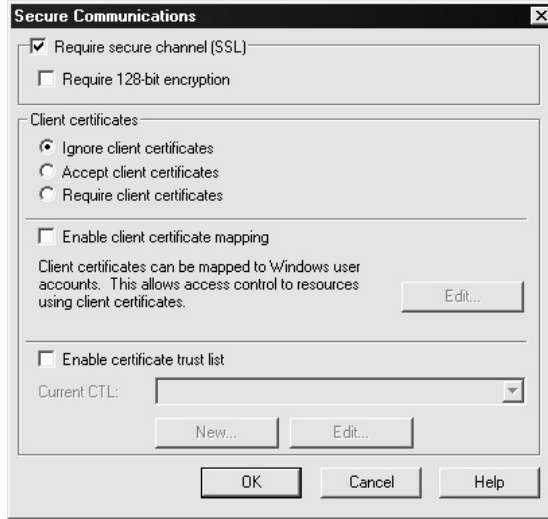 Secure Communications
Require secure channel (SSL)
Require 128-bit encryption
Client certificates
Ignore client certificates
Accept client certificates
Require client certificates
Enable client certificate mapping
Client certificates can be mapped to Windows user
accounts.  This allows access control to resources
using client certificates.
Edit...
Enable certificate trust list
Current CTL:
New... Edit...
OK Cancel Help